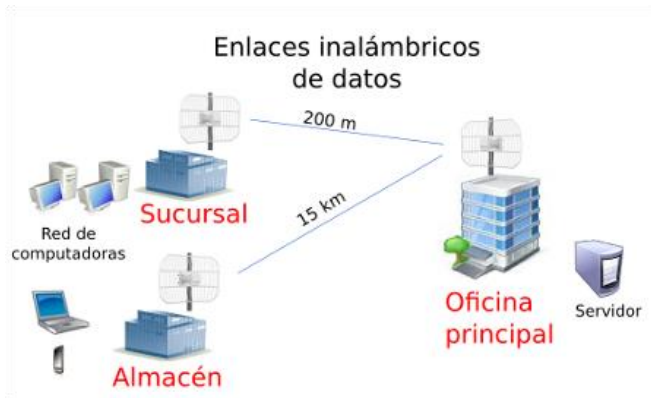 Enlaces inalámbricos
de datos
200 m
Sucursal
Red de
computadoras
15 km
Oficina
principal
Servidor
Almacén